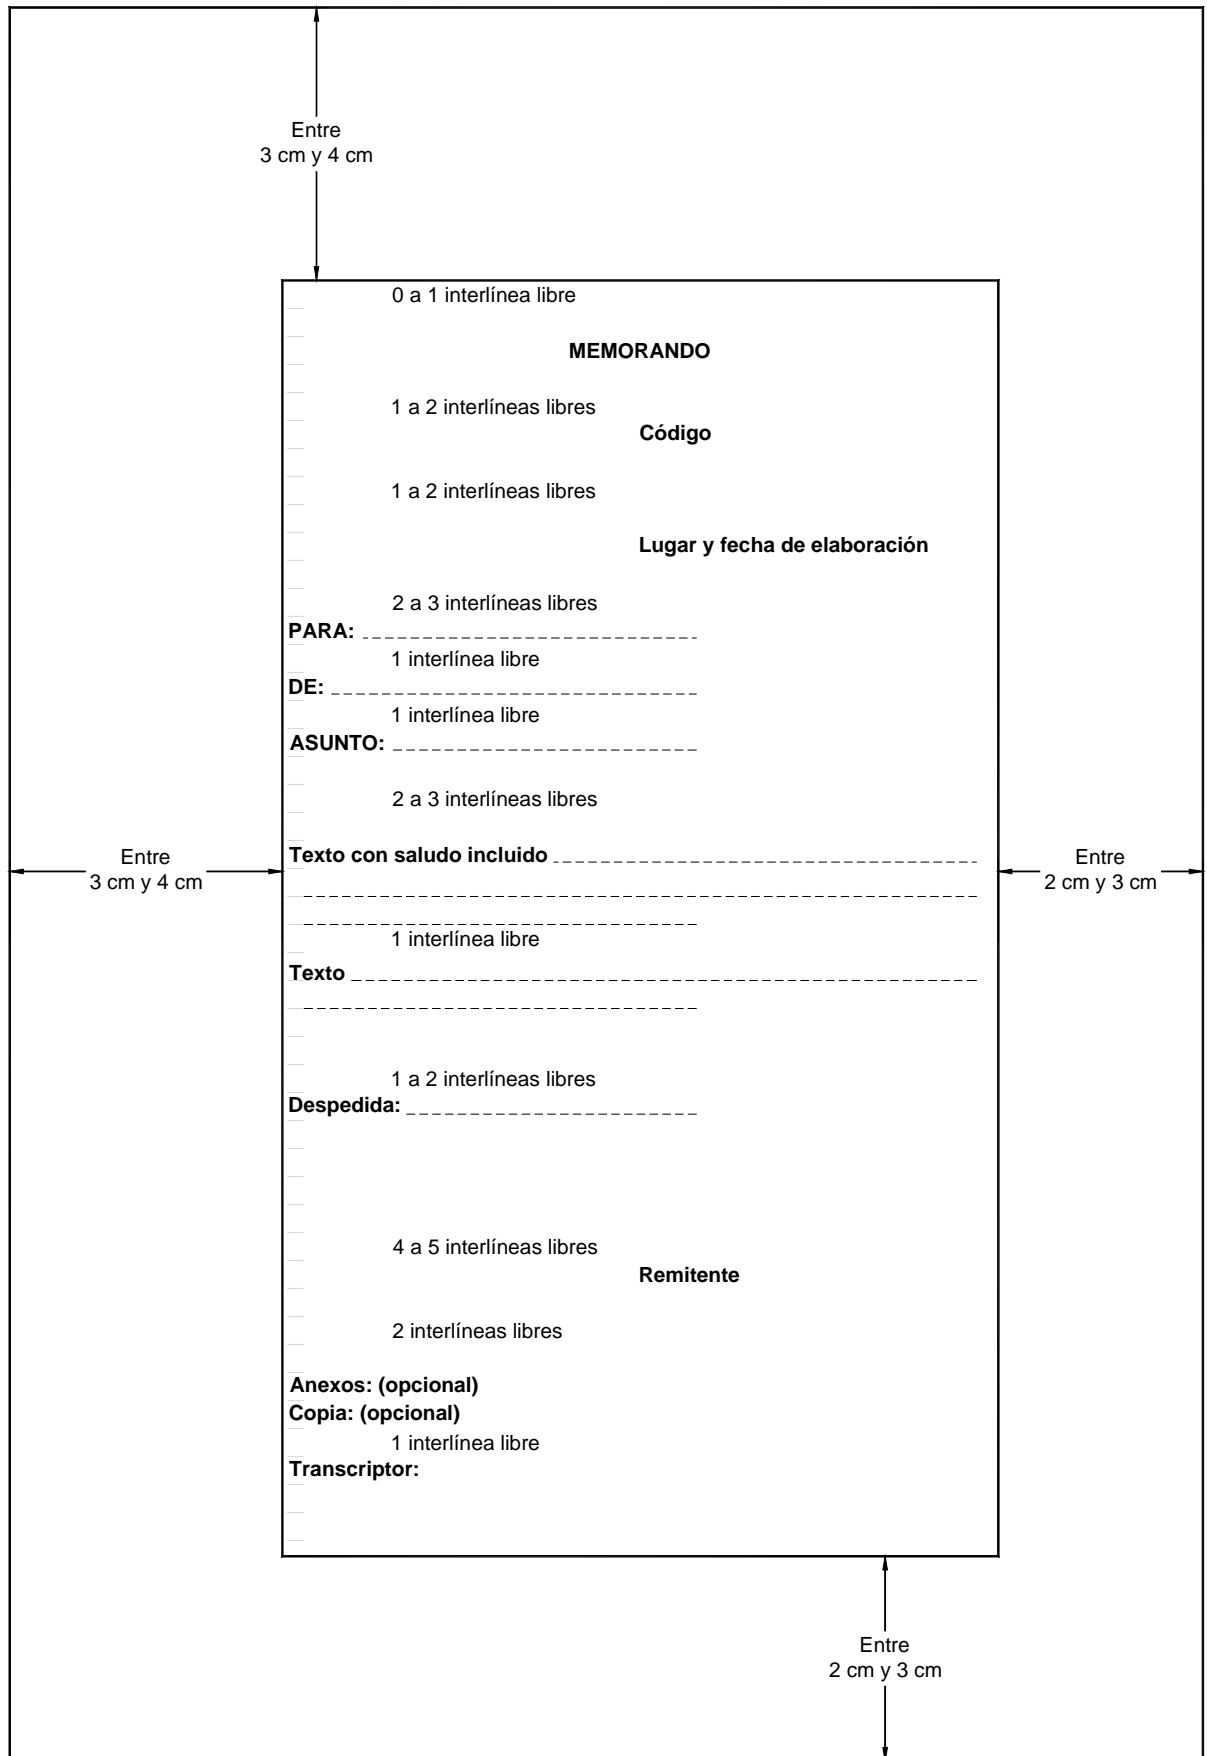 Entre
3 cm y 4 cm
0 a 1 interlínea libre
MEMORANDO
1 a 2 interlíneas libres
Código
1 a 2 interlíneas libres
Lugar y fecha de elaboración
2 a 3 interlíneas libres
PARA:
1 interlínea libre
DE:
1 interlínea libre
ASUNTO:
2 a 3 interlíneas libres
Entre
3 cm y 4 cm
Texto con saludo incluido
Entre
2 cm y 3 cm
1 interlínea libre
Texto
1 a 2 interlíneas libres
Despedida:
4 a 5 interlíneas libres
Remitente
2 interlíneas libres
Anexos: (opcional)
Copia: (opcional)
1 interlínea libre
Transcriptor:
Entre
2 cm y 3 cm